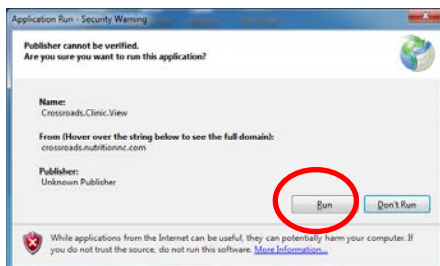 Application Run - Security Warning
Publisher cannot be verified.
Are you sure you want to run this application?
Name:
Crossroads.Clinic.View
From (Hover over the string below to see the full domain):
crossroads.nutritionnc.com
Publisher:
Unknown Publisher
Run
Don't Run
While applications from the Internet can be useful, they can potentially harm your computer. If
you do not trust the source, do not run this software. More Information...